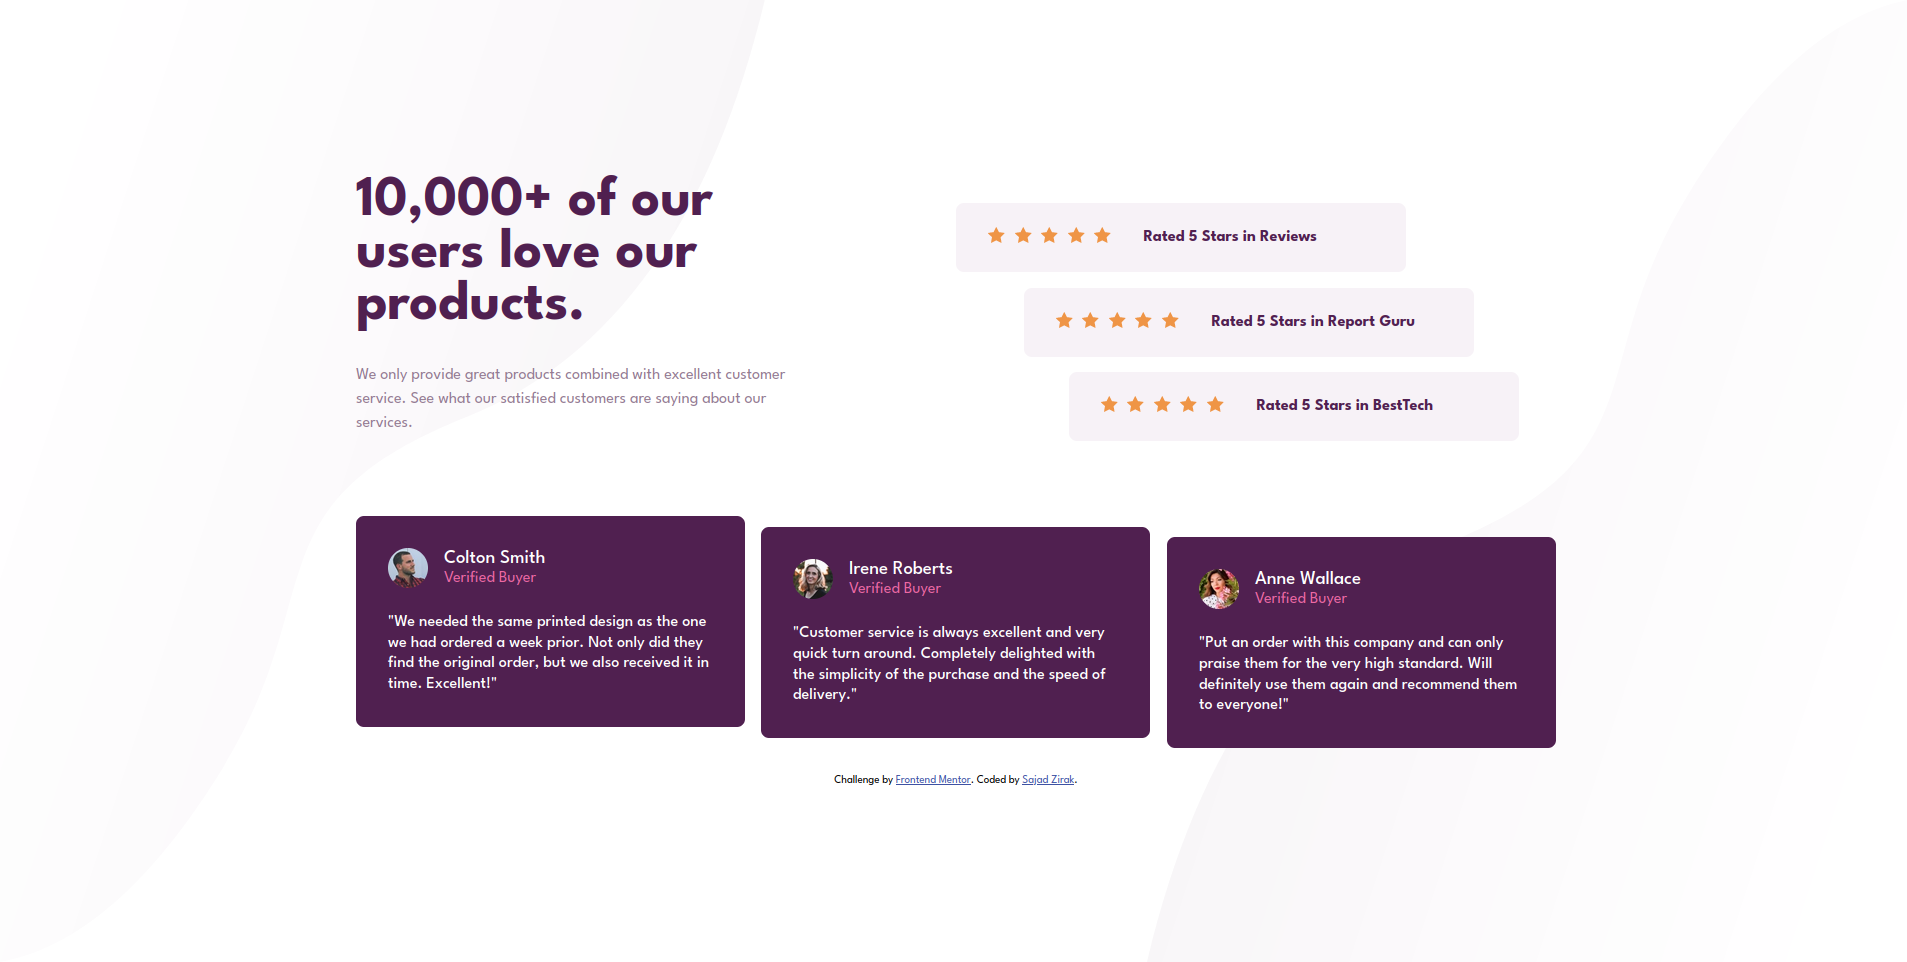 10,000+ of our
users love our
products.
We only provide great products combined with excellent customer
service. See what our satisfied customers are saying about our
services.
Rated 5 Stars in Reviews
Rated 5 Stars in Report Guru
Rated 5 Stars in BestTech
Colton Smith
Verified Buyer
"We needed the same printed design as the one
we had ordered a week prior. Not only did they
find the original order, but we also received it in
time. Excellent!"
Irene Roberts
Verified Buyer
"Customer service is always excellent and very
quick turn around. Completely delighted with
the simplicity of the purchase and the speed of
delivery."
Anne Wallace
Verified Buyer
"Put an order with this company and can only
praise them for the very high standard. Will
definitely use them again and recommend them
to everyone!"
Challenge by Frontend Mentor. Coded by Sajad Zirak.